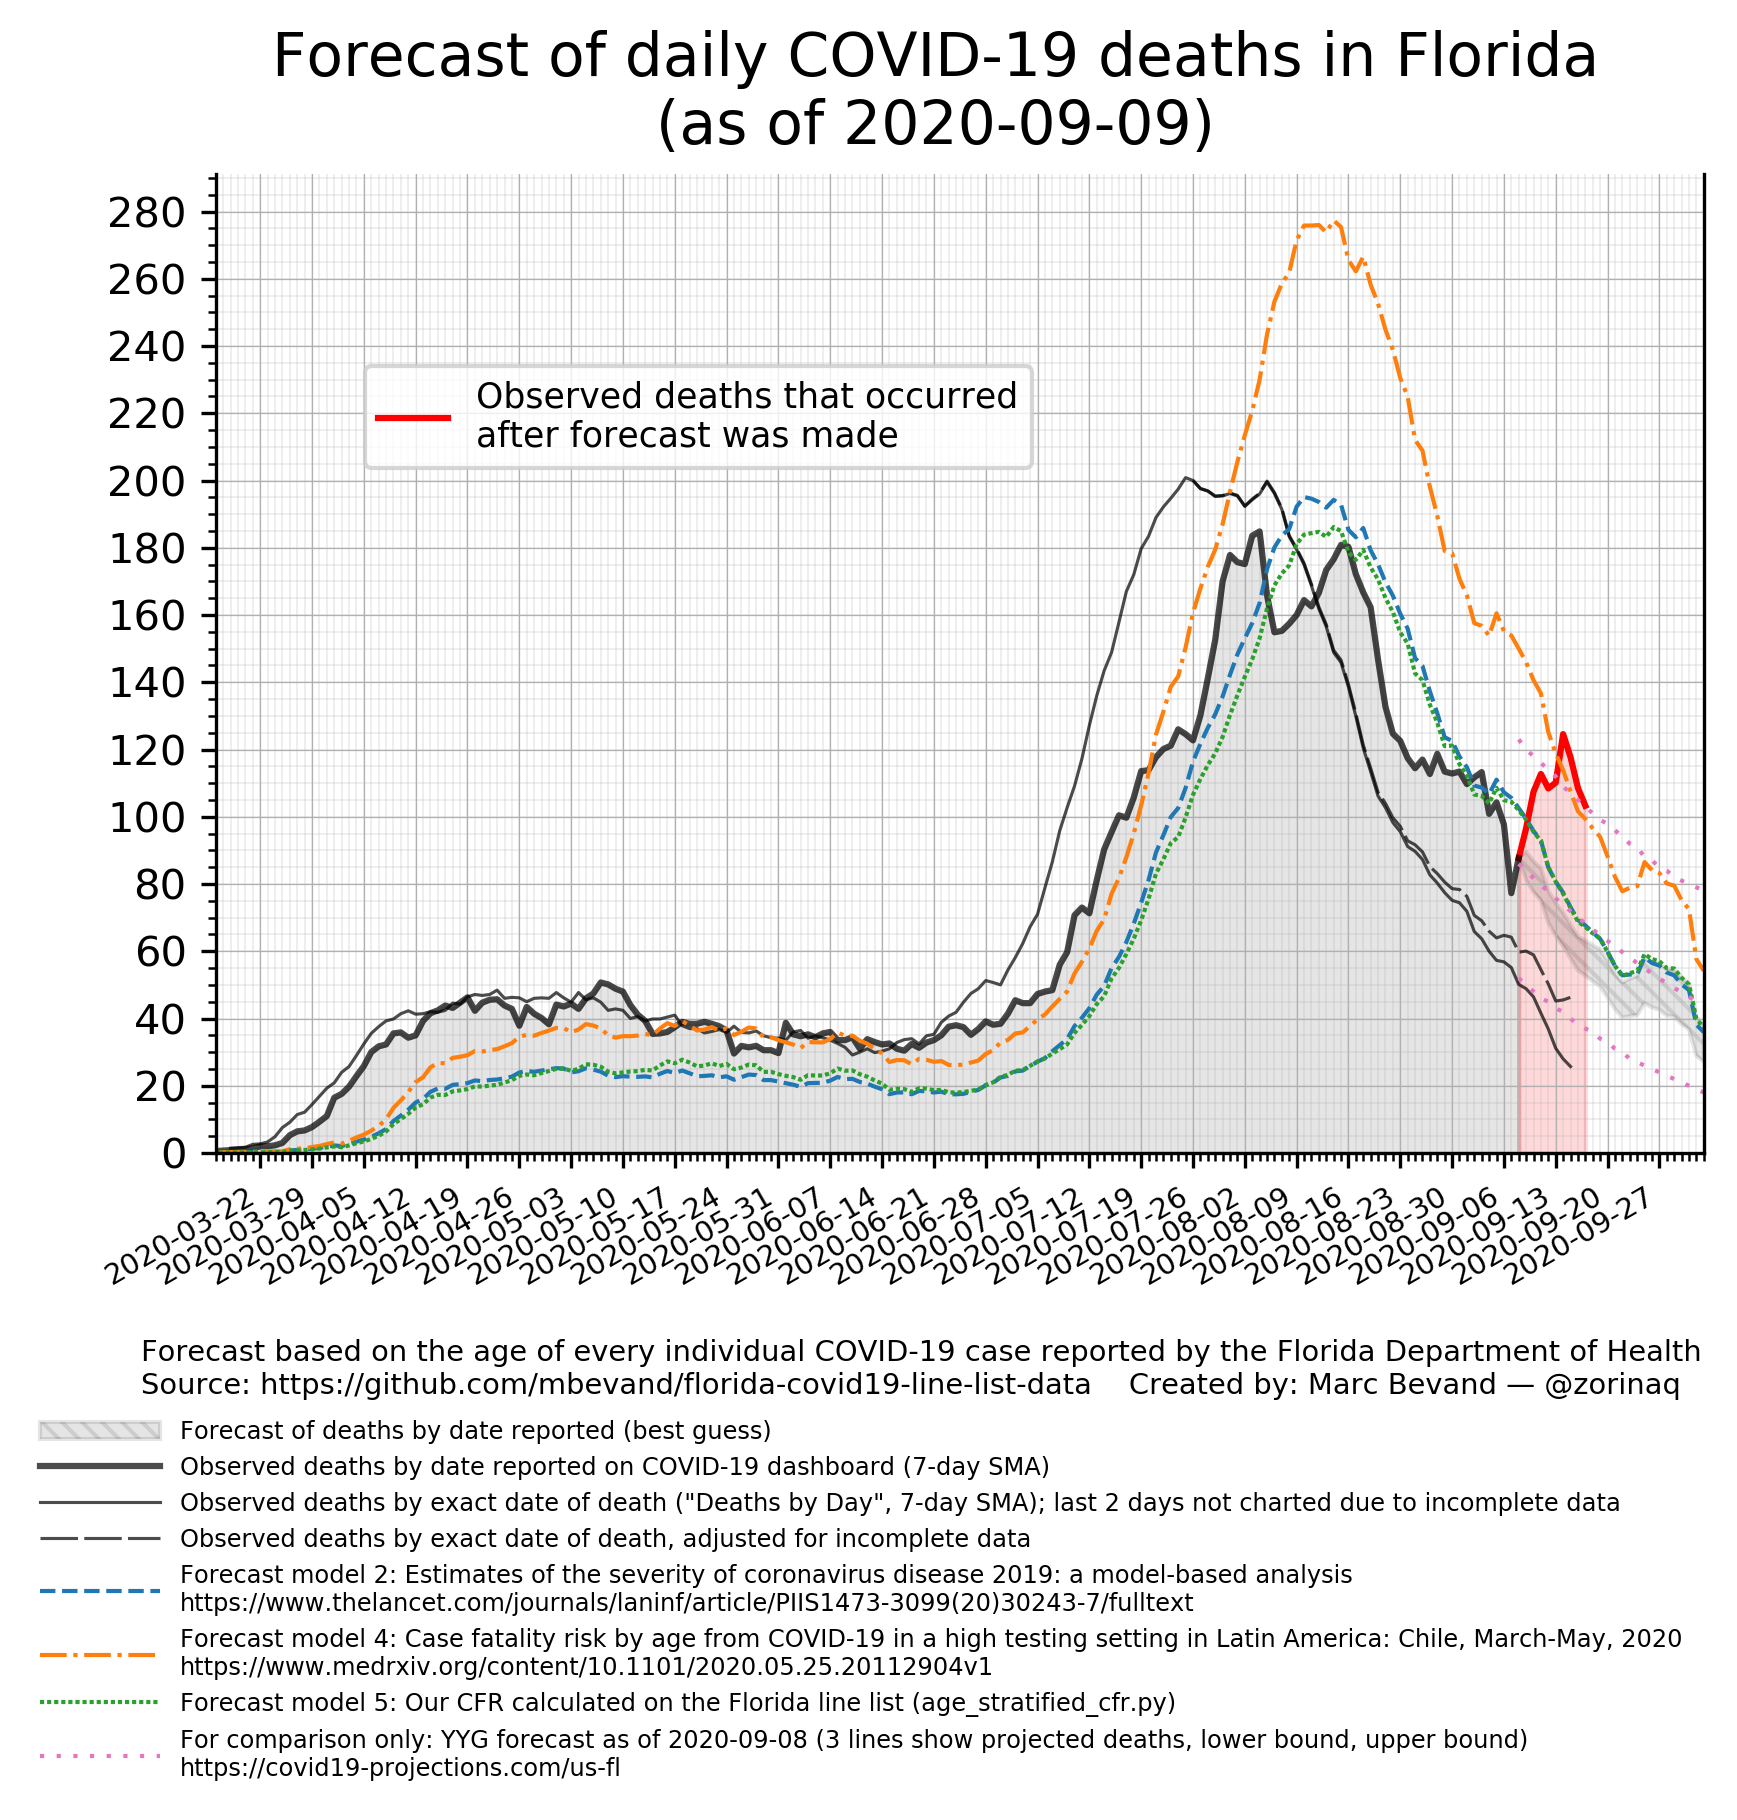 Forecast of daily COVID-19 deaths in Florida
(as of 2020-09-09)
280
260
240
220
200
180
160
140
120
100
80
60
40
20
0
Observed deaths that occurred
after forecast was made
2020-03-22
2020-03-29
2020-04-05
2020-04-12
2020-04-19
2020-04-26
2020-05-03
2020-05-10
2020-05-17
2020-05-24
2020-05-31
2020-06-07
2020-06-14
2020-06-21
2020-06-28
2020-07-05
2020-07-12
2020-07-19
2020-07-26
2020-08-02
2020-08-09
2020-08-16
2020-08-23
2020-08-30
2020-09-06
2020-09-13
2020-09-20
2020-09-27
Forecast based on the age of every individual COVID-19 case reported by the Florida Department of Health
Source: https://github.com/mbevand/florida-covid19-line-list-data Created by: Marc Bevand — @zorinaq
Forecast of deaths by date reported (best guess)
Observed deaths by date reported on COVID-19 dashboard (7-day SMA)
Observed deaths by exact date of death ("Deaths by Day", 7-day SMA); last 2 days not charted due to incomplete data
Observed deaths by exact date of death, adjusted for incomplete data
Forecast model 2: Estimates of the severity of coronavirus disease 2019: a model-based analysis
https://www.thelancet.com/journals/laninf/article/PIIS1473-3099(20)30243-7/fulltext
Forecast model 4: Case fatality risk by age from COVID-19 in a high testing setting in Latin America: Chile, March-May, 2020
https://www.medrxiv.org/content/10.1101/2020.05.25.20112904v1
Forecast model 5: Our CFR calculated on the Florida line list (age_stratified_cfr.py)
For comparison only: YYG forecast as of 2020-09-08 (3 lines show projected deaths, lower bound, upper bound)
https://covid19-projections.com/us-fl